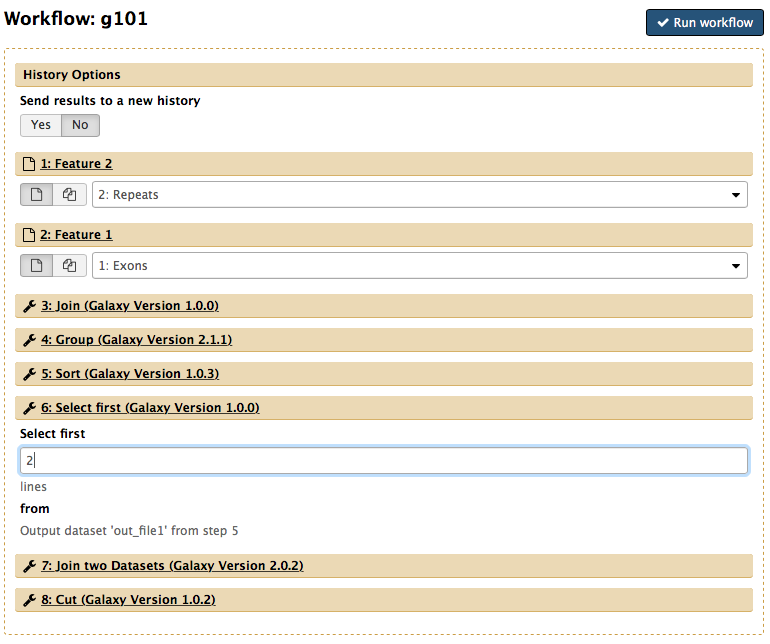 Workflow: g101
Run workflow
History Options
Send results to a new history
Yes No
1: Feature 2
2: Repeats
2: Feature 1
1: Exons
3: Join (Galaxy Version 1.0.0)
4: Group (Galaxy Version 2.1.1)
5: Sort (Galaxy Version 1.0.3)
6: Select first (Galaxy Version 1.0.0)
Select first
2
lines
from
Output dataset 'out_file1' from step 5
7: Join two Datasets (Galaxy Version 2.0.2)
8: Cut (Galaxy Version 1.0.2)